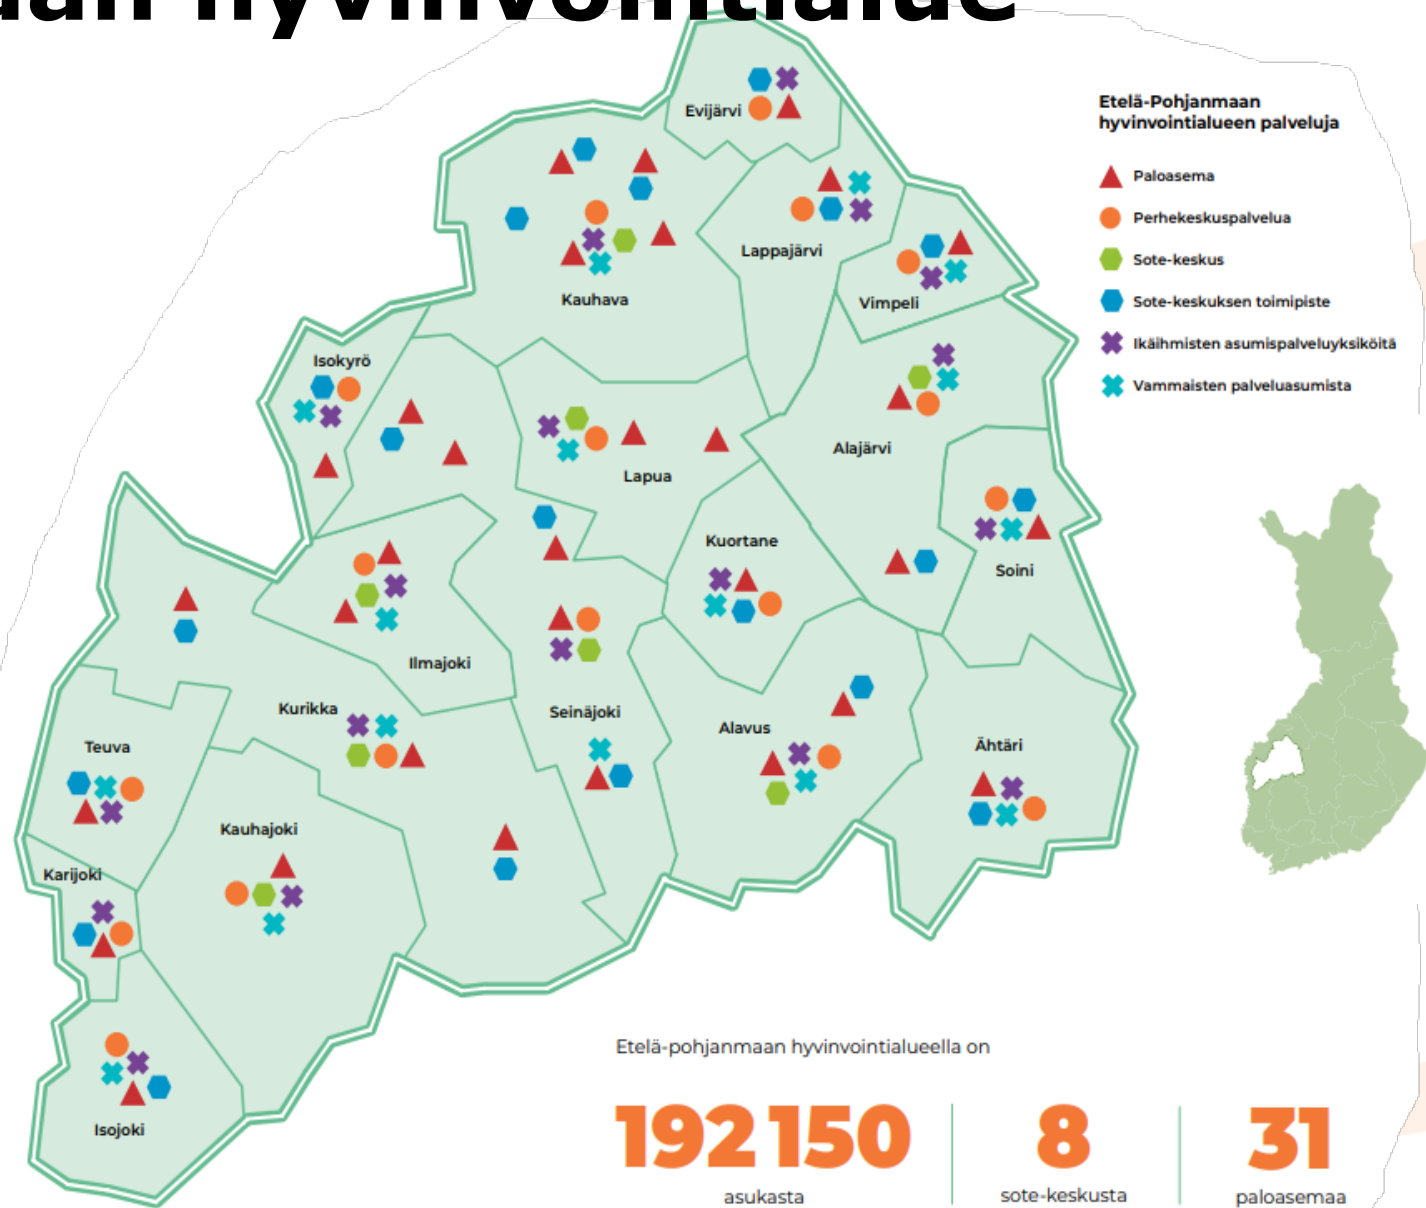 hyvinvointialue
Etelä-Pohjanmaan
hyvinvointialueen palveluja
Paloasema
Perhekeskuspalvelua
Sote-keskus
Sote-keskuksen toimipiste
Ikäihmisten asumispalveluyksiköitä
Vammaisten palveluasumista
Evijärvi
Lappajärvi
Kauhava
Vimpeli
Isokyrö
Alajärvi
Lapua
Kuortane
Soini
Ilmajoki
Kurikka
Seinäjoki
Alavus
Ähtäri
Teuva
Kauhajoki
Karijoki
Isojoki
Etelä-pohjanmaan hyvinvointialueella on
192 150
asukasta
8
sote-keskusta
31
paloasemaa